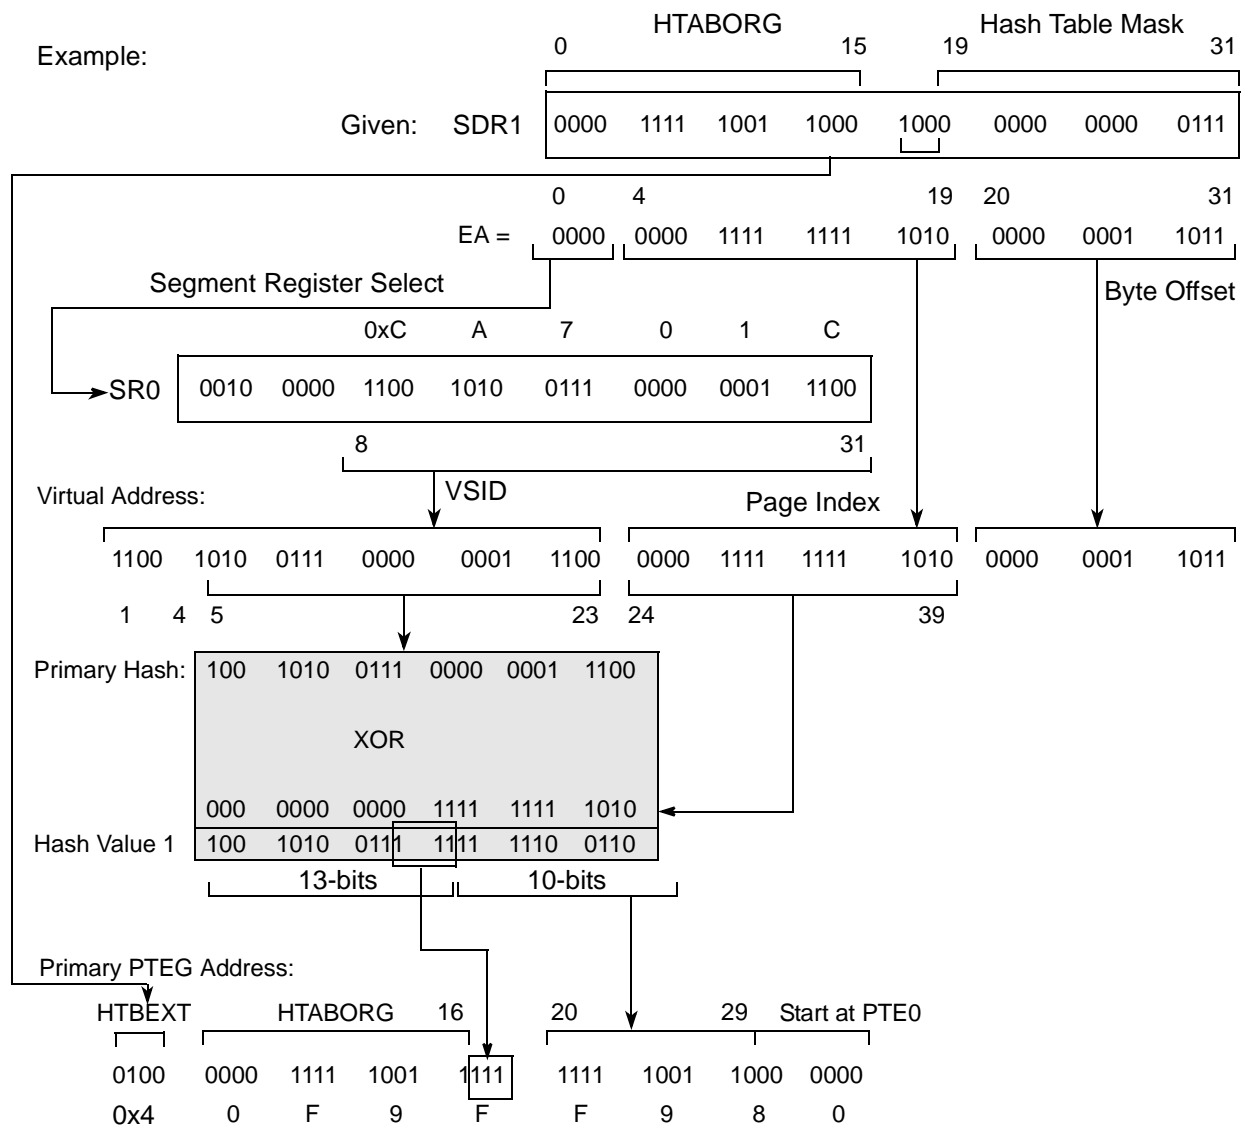 HTABORG Hash Table Mask
Example: 0 15 19 31
Given: SDR1 0000 1111 1001 1000 1000 0000 0000 0111
0 4 19 20 31
EA = 0000 0000 1111 1111 1010 0000 0001 1011
Segment Register Select Byte Offset
0xC A 7 0 1 C
SR0 0010 0000 1100 1010 0111 0000 0001 1100
8 31
Virtual Address: VSID Page Index
1100 1010 0111 0000 0001 1100 0000 1111 1111 1010 0000 0001 1011
1 4 5 23 24 39
Primary Hash: 100 1010 0111 0000 0001 1100
XOR
000 0000 0000 1111 1111 1010
Hash Value 1 100 1010 0111 1111 1110 0110
13-bits 10-bits
Primary PTEG Address:
HTBEXT HTABORG 16 20 29 Start at PTE0
0100 0000 1111 1001 1111 1111 1001 1000 0000
0x4 0 F 9 F F 9 8 0